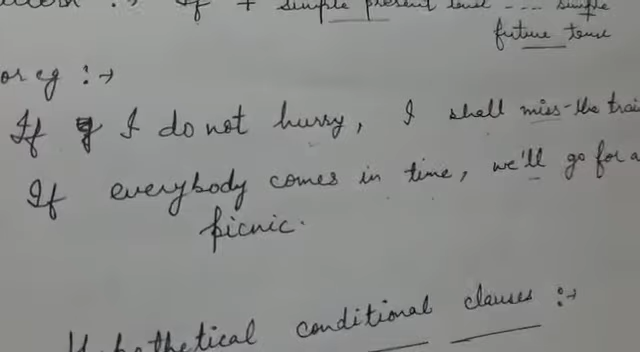 :→ If + simple present tense ---- simple
future tense
or eg :→
If I do not hurry, I shall miss the trai
If everybody comes in time, we'll go for a
picnic.
Hypothetical conditional clauses :→